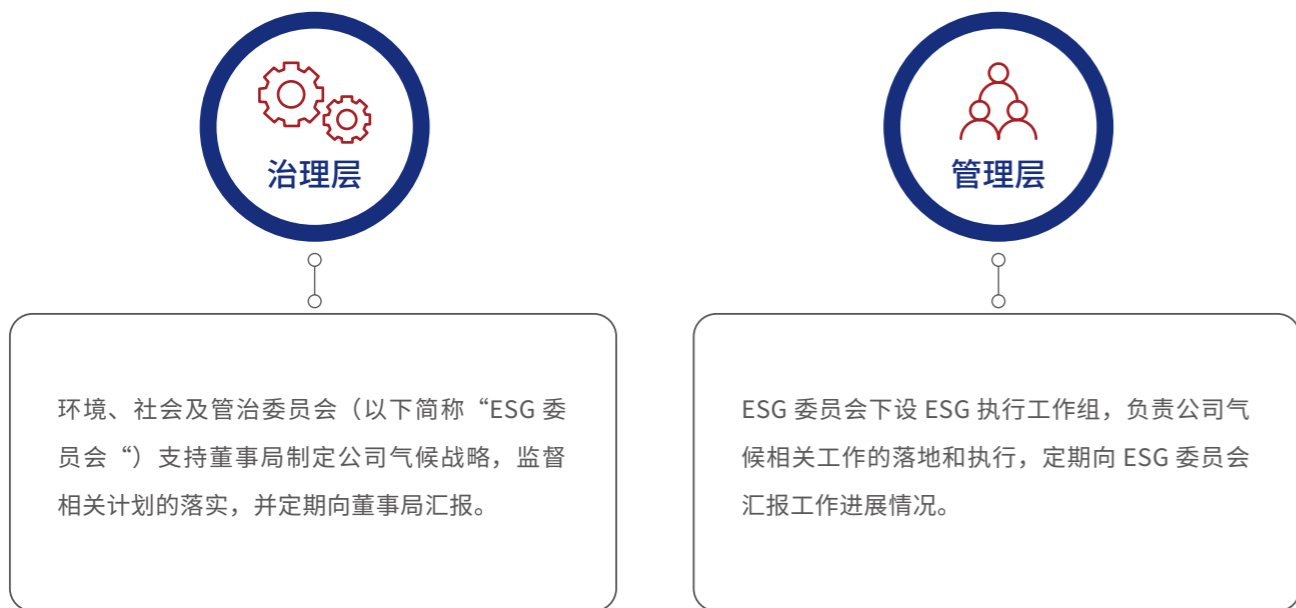 治理层
环境、社会及管治委员会（以下简称“ESG 委
员会“）支持董事局制定公司气候战略，监督
相关计划的落实，并定期向董事局汇报。
管理层
ESG 委员会下设 ESG 执行工作组，负责公司气
候相关工作的落地和执行，定期向 ESG 委员会
汇报工作进展情况。